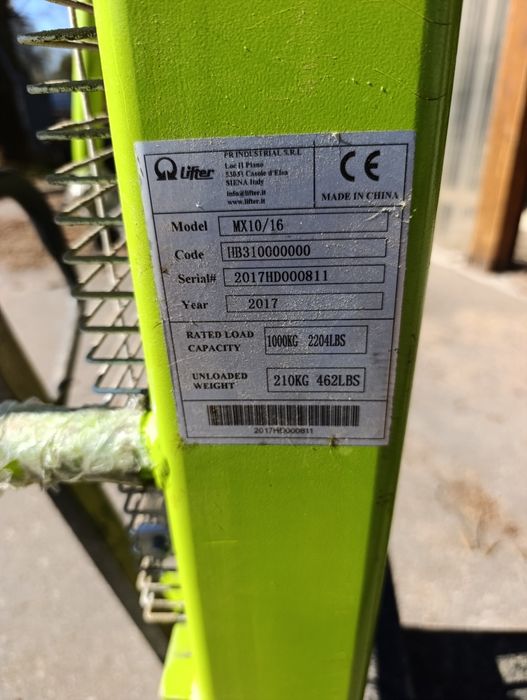 Lifter
PR INDUSTRIAL S.R.L
Loc Il Piano
53031 Casole d'Elsa
SIENA Italy
info@lifter.it
www.lifter.it
CE
MADE IN CHINA
Model MX10/16
Code HB310000000
Serial# 2017HD000811
Year 2017
RATED LOAD
CAPACITY 1000KG 2204LBS
UNLOADED
WEIGHT 210KG 462LBS
2017HD000811